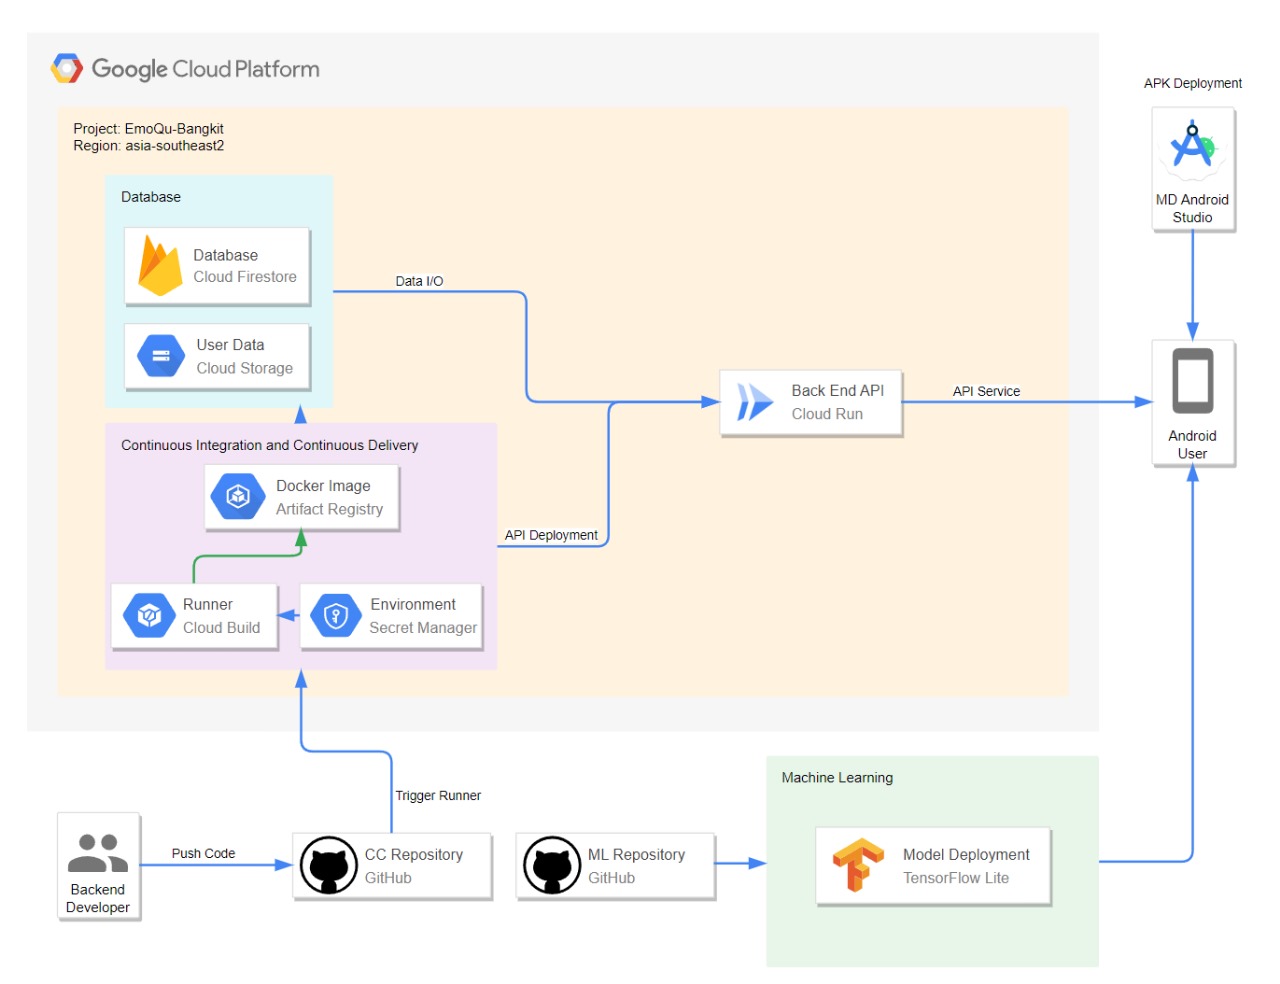 Google Cloud Platform
APK Deployment
Project: EmoQu-Bangkit
Region: asia-southeast2
MD Android
Studio
Database
Database
Cloud Firestore
Data I/O
User Data
Cloud Storage
Back End API
Cloud Run
API Service
Android
User
Continuous Integration and Continuous Delivery
Docker Image
Artifact Registry
API Deployment
Runner
Cloud Build
Environment
Secret Manager
Trigger Runner
Machine Learning
Backend
Developer
Push Code
CC Repository
GitHub
ML Repository
GitHub
Model Deployment
TensorFlow Lite